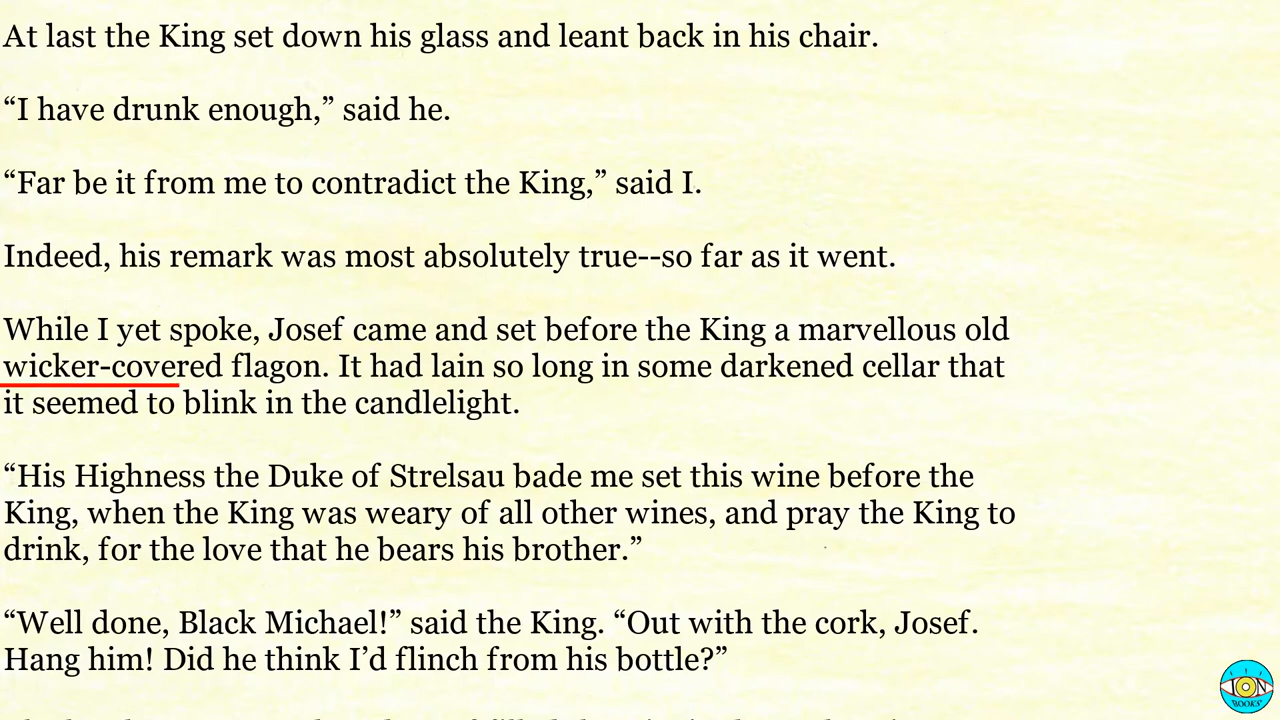 At last the King set down his glass and leant back in his chair.
“I have drunk enough,” said he.
“Far be it from me to contradict the King,” said I.
Indeed, his remark was most absolutely true--so far as it went.
While I yet spoke, Josef came and set before the King a marvellous old
wicker-covered flagon. It had lain so long in some darkened cellar that
it seemed to blink in the candlelight.
“His Highness the Duke of Strelsau bade me set this wine before the
King, when the King was weary of all other wines, and pray the King to
drink, for the love that he bears his brother.”
“Well done, Black Michael!” said the King. “Out with the cork, Josef.
Hang him! Did he think I’d flinch from his bottle?”
ION
BOOKS